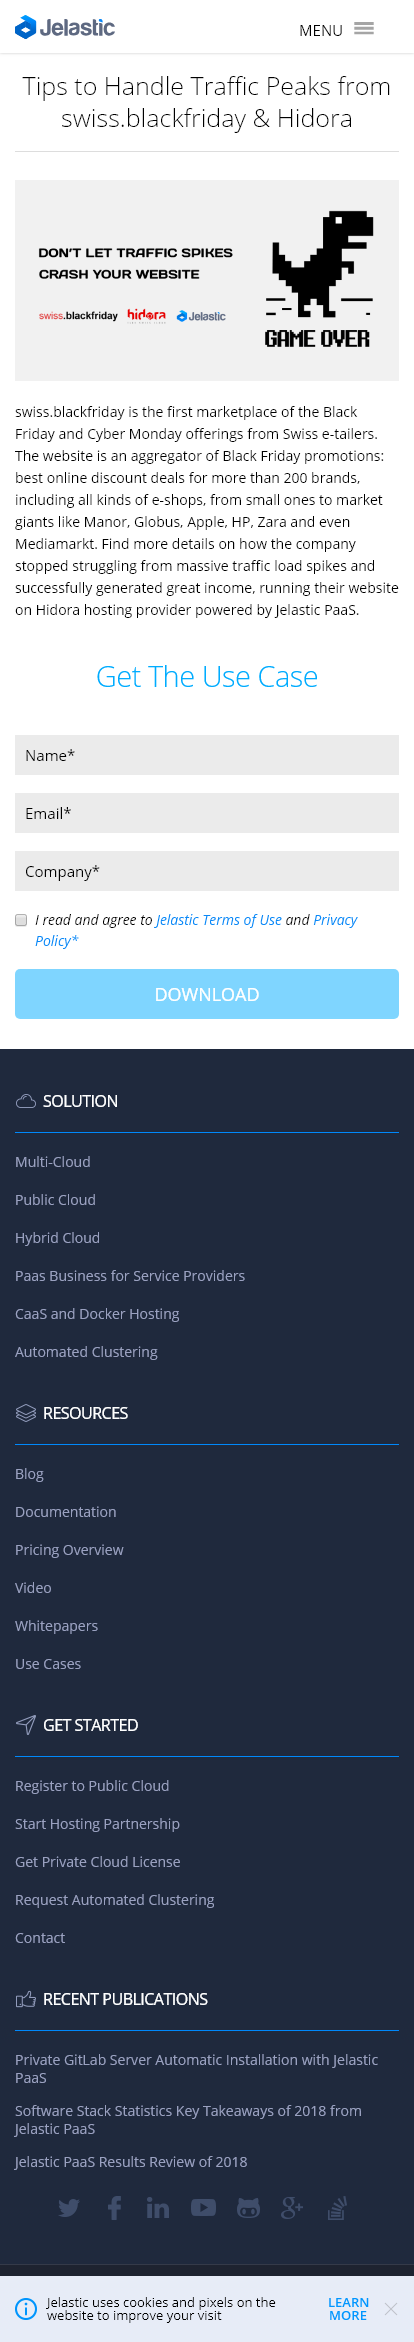 Jelastic
MENU
Tips to Handle Traffic Peaks from
swiss.blackfriday & Hidora
DON'T LET TRAFFIC SPIKES
CRASH YOUR WEBSITE
swiss.blackfriday hidora Jelastic
GAME OVER
swiss.blackfriday is the first marketplace of the Black
Friday and Cyber Monday offerings from Swiss e-tailers.
The website is an aggregator of Black Friday promotions:
best online discount deals for more than 200 brands,
including all kinds of e-shops, from small ones to market
giants like Manor, Globus, Apple, HP, Zara and even
Mediamarkt. Find more details on how the company
stopped struggling from massive traffic load spikes and
successfully generated great income, running their website
on Hidora hosting provider powered by Jelastic PaaS.
Get The Use Case
Name*
Email*
Company*
I read and agree to Jelastic Terms of Use and Privacy
Policy*
DOWNLOAD
SOLUTION
Multi-Cloud
Public Cloud
Hybrid Cloud
Paas Business for Service Providers
CaaS and Docker Hosting
Automated Clustering
RESOURCES
Blog
Documentation
Pricing Overview
Video
Whitepapers
Use Cases
GET STARTED
Register to Public Cloud
Start Hosting Partnership
Get Private Cloud License
Request Automated Clustering
Contact
RECENT PUBLICATIONS
Private GitLab Server Automatic Installation with Jelastic
PaaS
Software Stack Statistics Key Takeaways of 2018 from
Jelastic PaaS
Jelastic PaaS Results Review of 2018
Jelastic uses cookies and pixels on the
website to improve your visit
LEARN
MORE